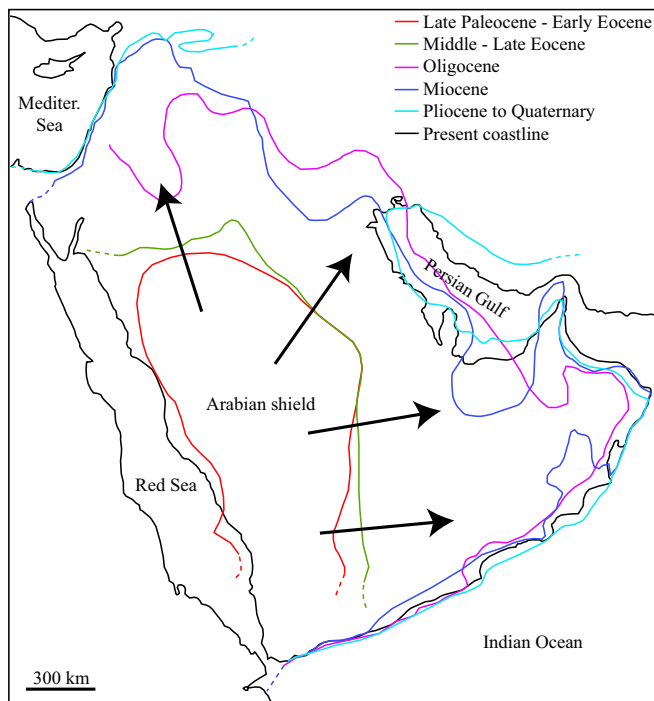 Late Paleocene - Early Eocene
Middle - Late Eocene
Oligocene
Miocene
Pliocene to Quaternary
Present coastline
Mediter.
Sea
Persian Gulf
Arabian shield
Red Sea
Indian Ocean
300 km